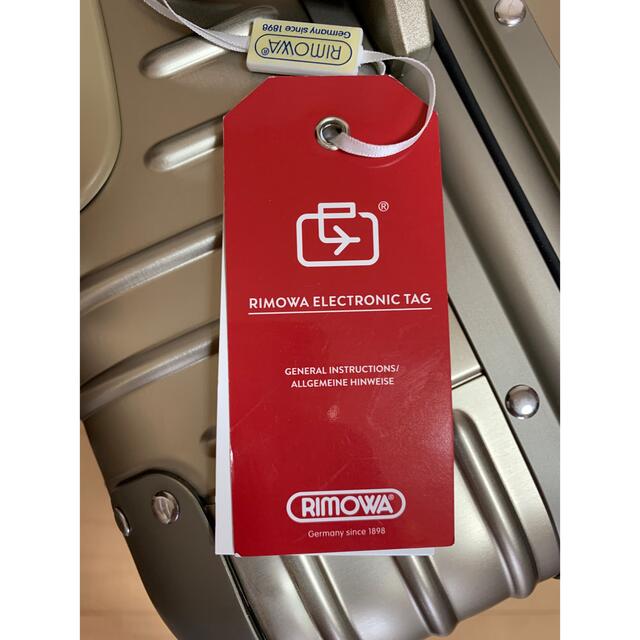 RIMOWA®
Germany since 1898
®
RIMOWA ELECTRONIC TAG
GENERAL INSTRUCTIONS/
ALLGEMEINE HINWEISE
RIMOWA®
Germany since 1898